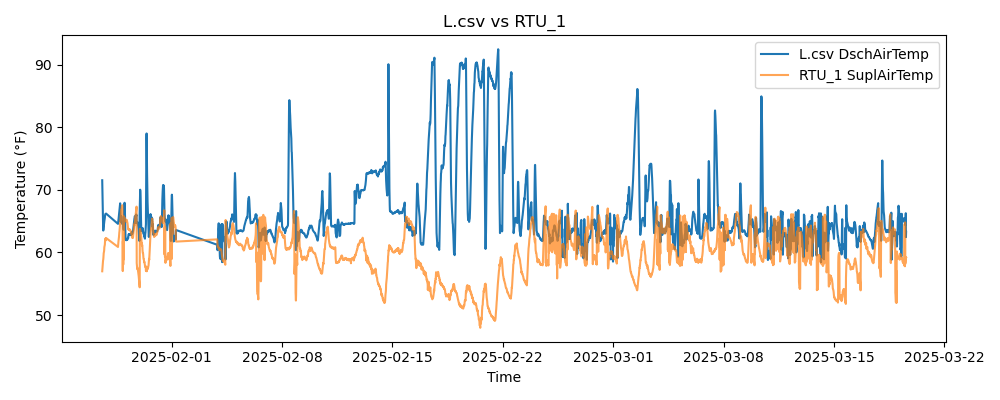 L.csv vs RTU_1
L.csv DschAirTemp
RTU_1 SuplAirTemp
Temperature (°F)
90
80
70
60
50
2025-02-01 2025-02-08 2025-02-15 2025-02-22 2025-03-01 2025-03-08 2025-03-15 2025-03-22
Time